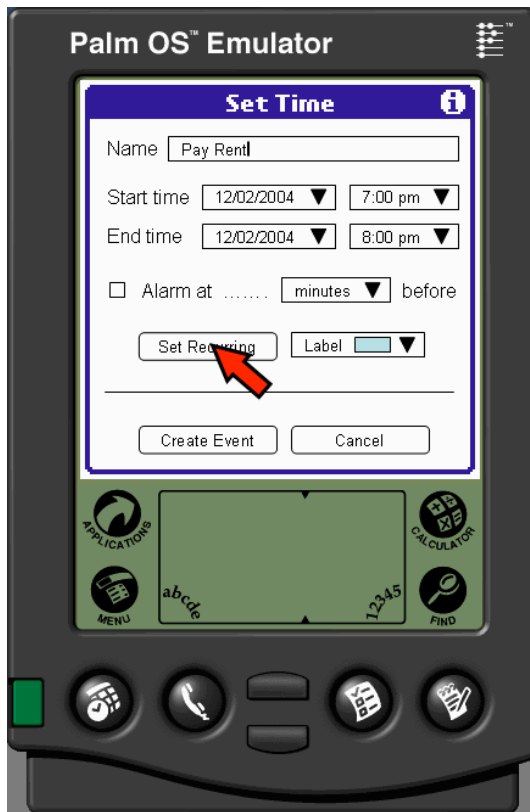 Palm OS™ Emulator
™
Set Time
i
Name Pay Rent
Start time 12/02/2004 7:00 pm
End time 12/02/2004 8:00 pm
Alarm at ....... minutes before
Set Recurring Label
Create Event Cancel
APPLICATIONS
CALCULATOR
MENU
abcde
12345
FIND